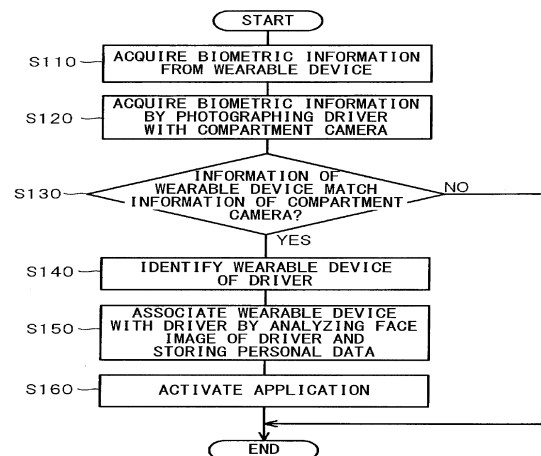 START
S110
ACQUIRE BIOMETRIC INFORMATION
FROM WEARABLE DEVICE
S120
ACQUIRE BIOMETRIC INFORMATION
BY PHOTOGRAPHING DRIVER
WITH COMPARTMENT CAMERA
S130
INFORMATION OF
WEARABLE DEVICE MATCH
INFORMATION OF COMPARTMENT
CAMERA?
NO
YES
S140
IDENTIFY WEARABLE DEVICE
OF DRIVER
S150
ASSOCIATE WEARABLE DEVICE
WITH DRIVER BY ANALYZING FACE
IMAGE OF DRIVER AND
STORING PERSONAL DATA
S160
ACTIVATE APPLICATION
END